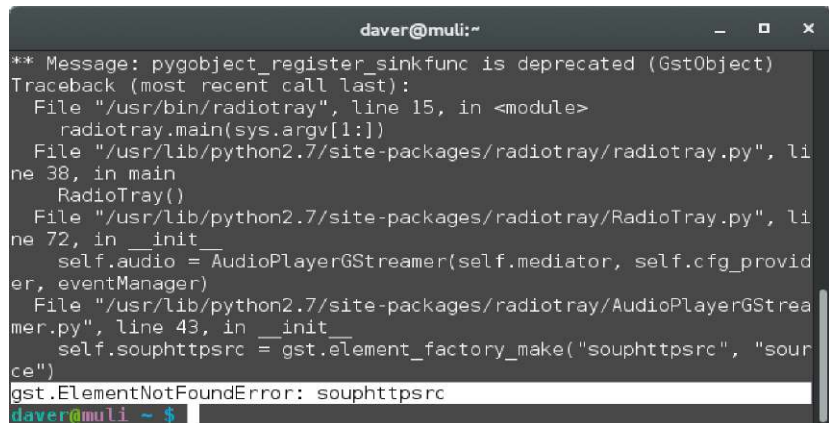 daver@muli:~
** Message: pygobject_register_sinkfunc is deprecated (GstObject)
Traceback (most recent call last):
  File "/usr/bin/radiotray", line 15, in <module>
    radiotray.main(sys.argv[1:])
  File "/usr/lib/python2.7/site-packages/radiotray/radiotray.py", li
ne 38, in main
    RadioTray()
  File "/usr/lib/python2.7/site-packages/radiotray/RadioTray.py", li
ne 72, in __init__
    self.audio = AudioPlayerGStreamer(self.mediator, self.cfg_provid
er, eventManager)
  File "/usr/lib/python2.7/site-packages/radiotray/AudioPlayerGStrea
mer.py", line 43, in __init__
    self.souphttpsrc = gst.element_factory_make("souphttpsrc", "sour
ce")
gst.ElementNotFoundError: souphttpsrc
daver@muli ~ $